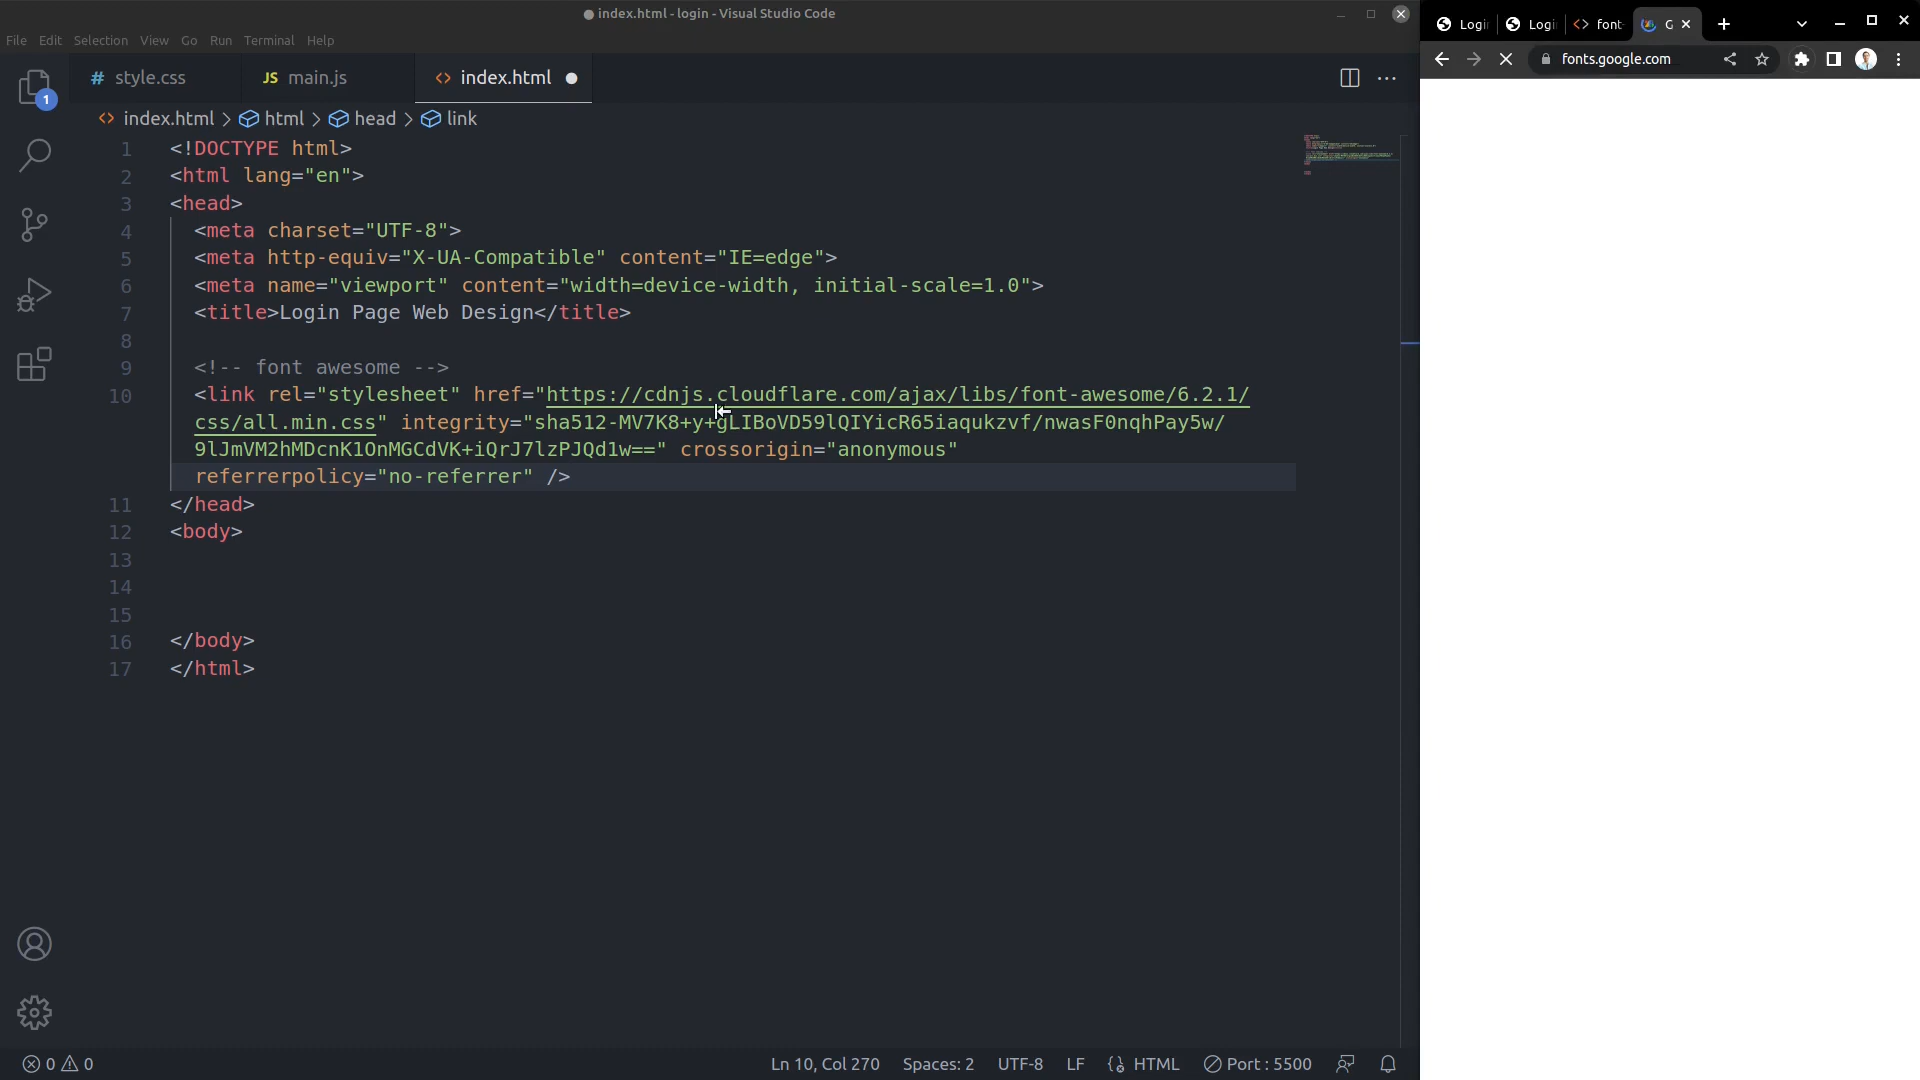 index.html - login - Visual Studio Code
File Edit Selection View Go Run Terminal Help
# style.css JS main.js <> index.html
1
<> index.html > html > head > link
1 <!DOCTYPE html>
2 <html lang="en">
3 <head>
4 <meta charset="UTF-8">
5 <meta http-equiv="X-UA-Compatible" content="IE=edge">
6 <meta name="viewport" content="width=device-width, initial-scale=1.0">
7 <title>Login Page Web Design</title>
8
9 <!-- font awesome -->
10 <link rel="stylesheet" href="https://cdnjs.cloudflare.com/ajax/libs/font-awesome/6.2.1/
css/all.min.css" integrity="sha512-MV7K8+y+gLIBoVD59lQIYicR65iaqukzvf/nwasF0nqhPay5w/
9lJmVM2hMDcnK1OnMGCdVK+iQrJ7lzPJQd1w==" crossorigin="anonymous"
referrerpolicy="no-referrer" />
11 </head>
12 <body>
13
14
15
16 </body>
17 </html>
0 0 Ln 10, Col 270 Spaces: 2 UTF-8 LF HTML Port : 5500
Logi Logi <> font G
fonts.google.com